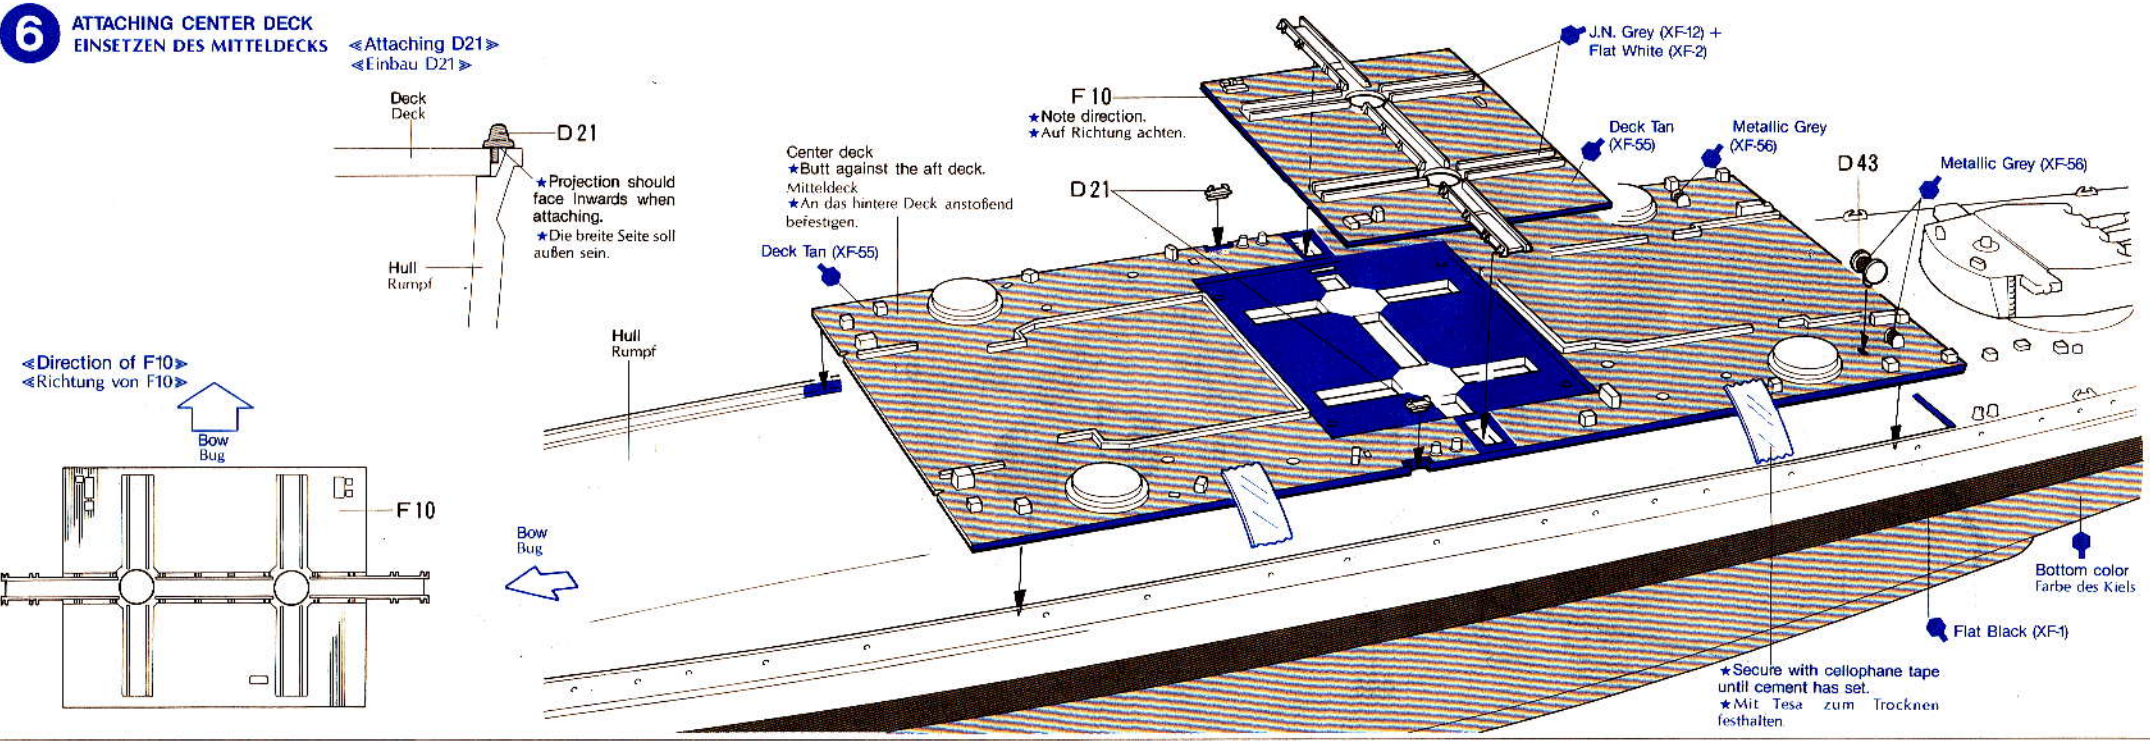 6
ATTACHING CENTER DECK
EINSETZEN DES MITTELDECKS
≪Attaching D21≫
≪Einbau D21≫
Deck
Deck
D21
★Projection should
face inwards when
attaching.
★Die breite Seite soll
außen sein.
Hull
Rumpf
≪Direction of F10≫
≪Richtung von F10≫
Bow
Bug
F10
Hull
Rumpf
Bow
Bug
Center deck
★Butt against the aft deck.
Mitteldeck
★An das hintere Deck anstoßend
befestigen.
Deck Tan (XF-55)
F10
★Note direction.
★Auf Richtung achten.
D21
J.N. Grey (XF-12) +
Flat White (XF-2)
Deck Tan
(XF-55)
Metallic Grey
(XF-56)
D43
Metallic Grey (XF-56)
Bottom color
Farbe des Kiels
Flat Black (XF-1)
★Secure with cellophane tape
until cement has set.
★Mit Tesa zum Trocknen
festhalten.